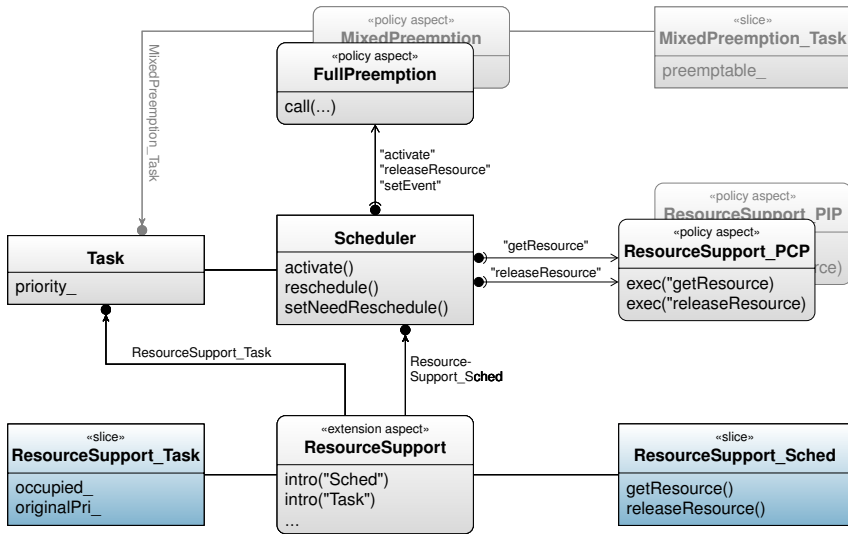 «policy aspect»
MixedPreemption
«slice»
MixedPreemption_Task
preemptable_
«policy aspect»
FullPreemption
call(...)
MixedPreemption_Task
"activate"
"releaseResource"
"setEvent"
Task
priority_
Scheduler
activate()
reschedule()
setNeedReschedule()
"getResource"
"releaseResource"
«policy aspect»
ResourceSupport_PIP
rce)
«policy aspect»
ResourceSupport_PCP
exec("getResource)
exec("releaseResource)
ResourceSupport_Task
Resource-
Support_Sched
«slice»
ResourceSupport_Task
occupied_
originalPri_
«extension aspect»
ResourceSupport
intro("Sched")
intro("Task")
...
«slice»
ResourceSupport_Sched
getResource()
releaseResource()